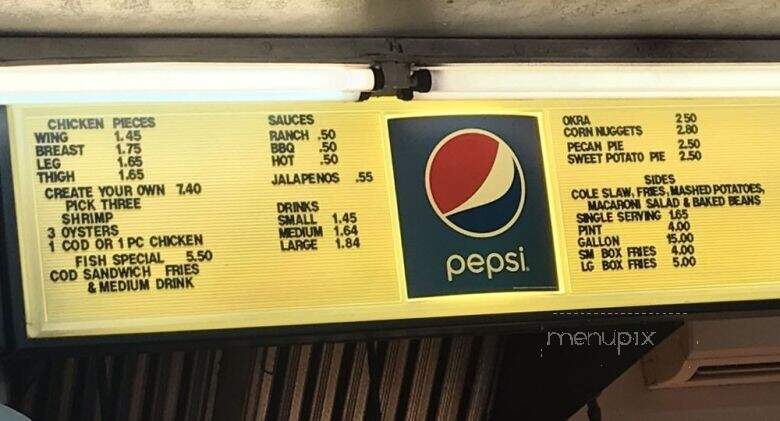 CHICKEN PIECES
WING 1.45
BREAST 1.75
LEG 1.65
THIGH 1.65
CREATE YOUR OWN 7.40
PICK THREE
SHRIMP
3 OYSTERS
1 COD OR 1 PC CHICKEN
FISH SPECIAL 5.50
COD SANDWICH FRIES
& MEDIUM DRINK
SAUCES
RANCH .50
BBQ .50
HOT .50
JALAPENOS .55
DRINKS
SMALL 1.45
MEDIUM 1.64
LARGE 1.84
pepsi
OKRA 2 50
CORN NUGGETS 2.80
PECAN PIE 2.50
SWEET POTATO PIE 2.50
SIDES
COLE SLAW, FRIES, MASHED POTATOES,
MACARONI SALAD & BAKED BEANS
SINGLE SERVING 1.65
PINT 4.00
GALLON 15.00
SM BOX FRIES 4.00
LG BOX FRIES 5.00
menupix